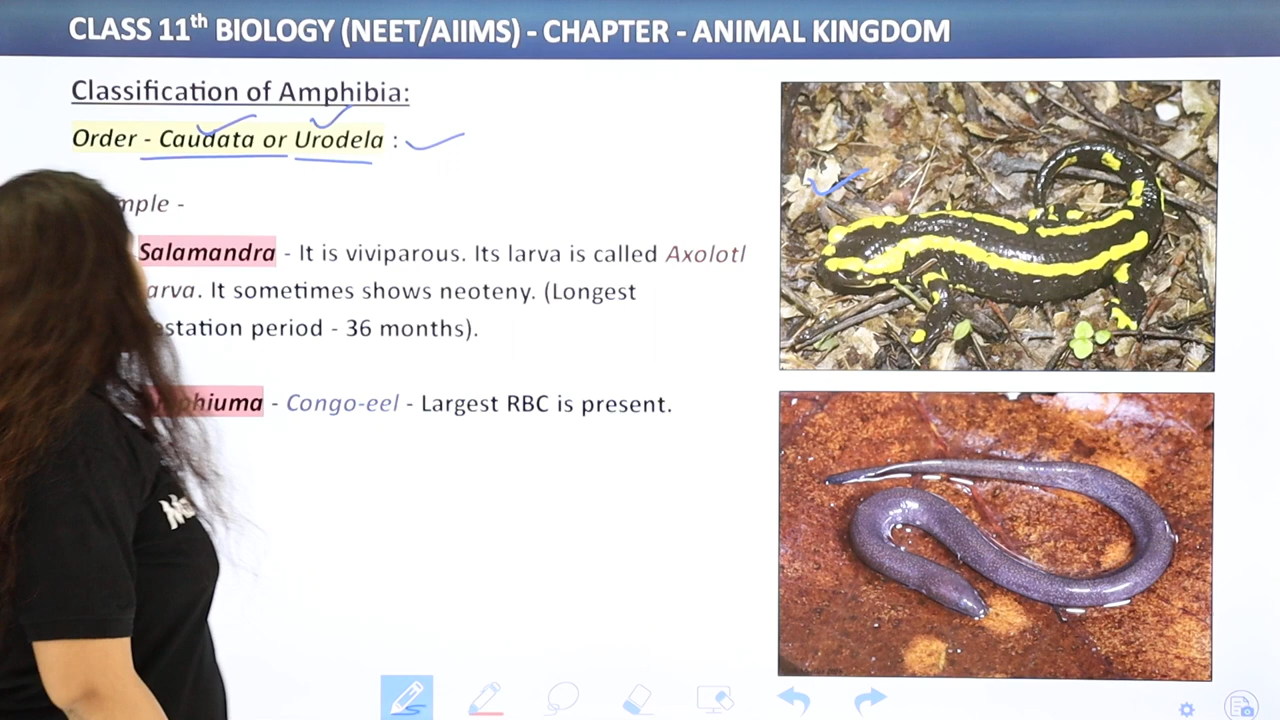 CLASS 11th BIOLOGY (NEET/AIIMS) - CHAPTER - ANIMAL KINGDOM
Classification of Amphibia:
Order - Caudata or Urodela :
mple -
Salamandra - It is viviparous. Its larva is called Axolotl
arva. It sometimes shows neoteny. (Longest
estation period - 36 months).
phiuma - Congo-eel - Largest RBC is present.